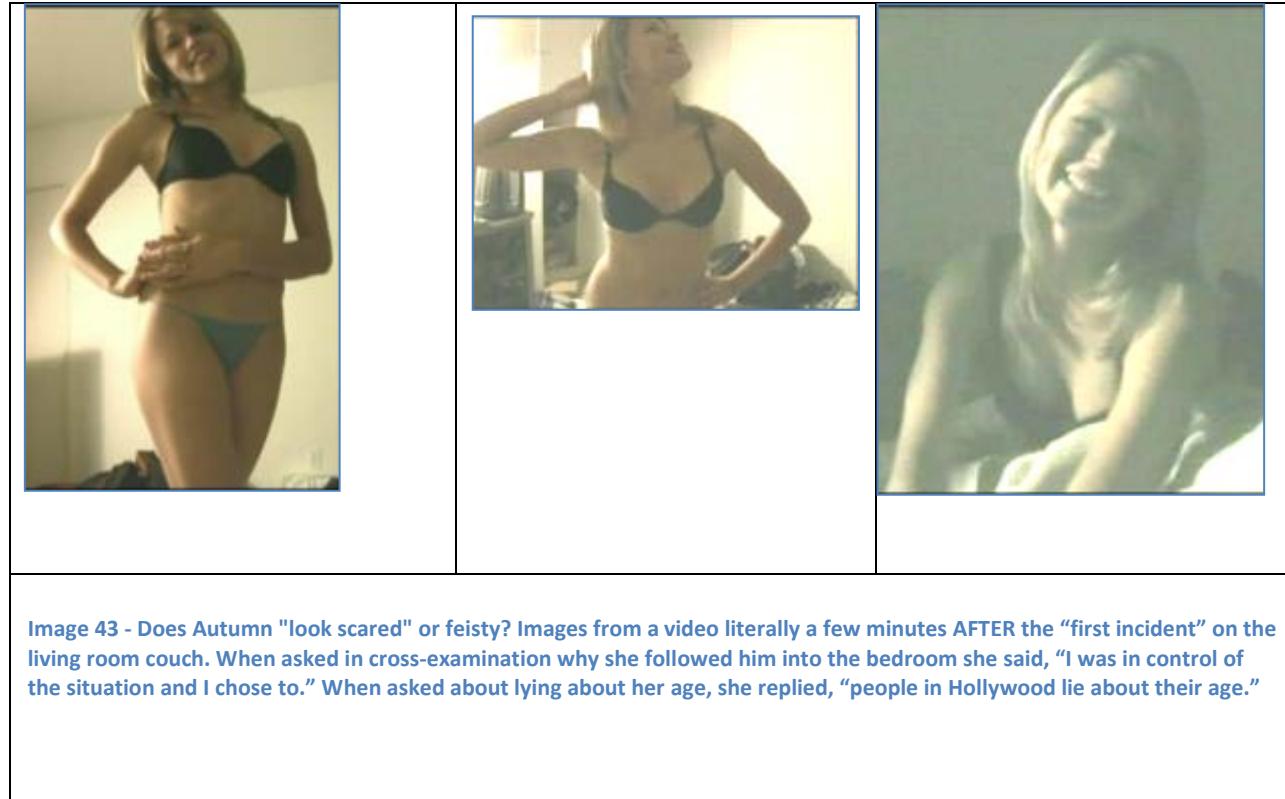 Image 43 - Does Autumn "look scared" or feisty? Images from a video literally a few minutes AFTER the “first incident” on the
living room couch. When asked in cross-examination why she followed him into the bedroom she said, “I was in control of
the situation and I chose to.” When asked about lying about her age, she replied, “people in Hollywood lie about their age.”